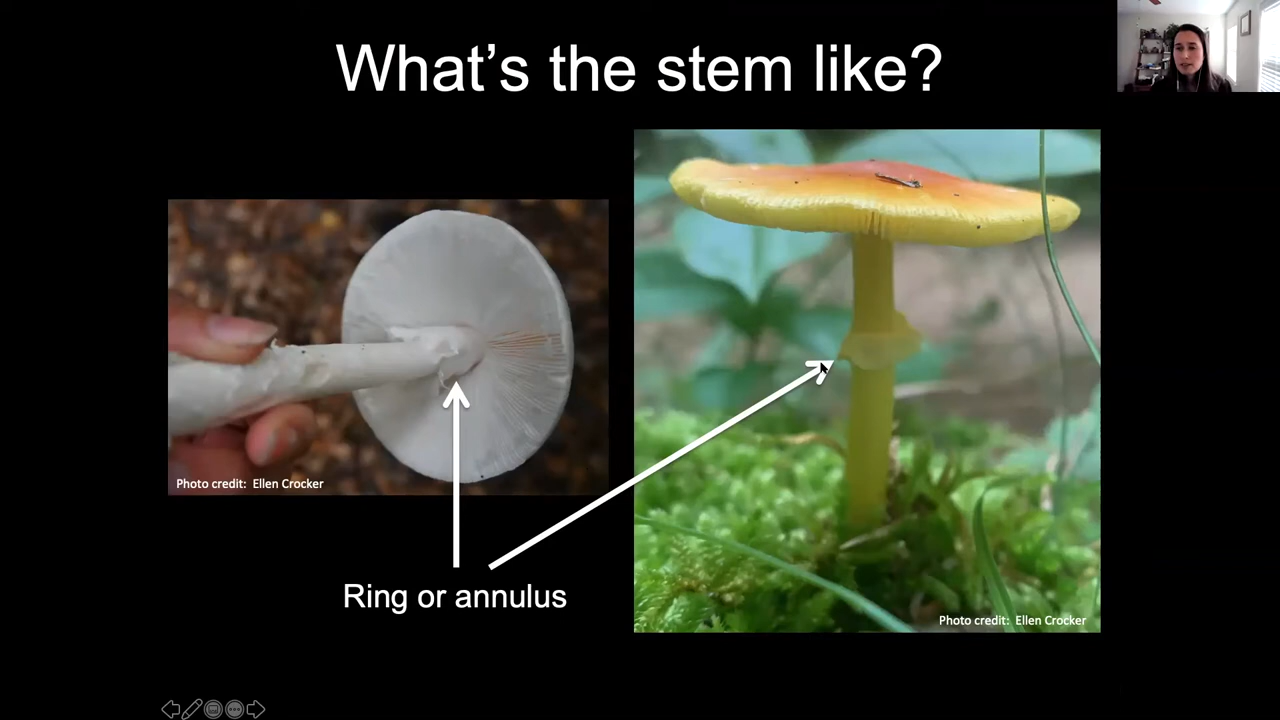 What's the stem like?
Photo credit:  Ellen Crocker
Ring or annulus
Photo credit:  Ellen Crocker